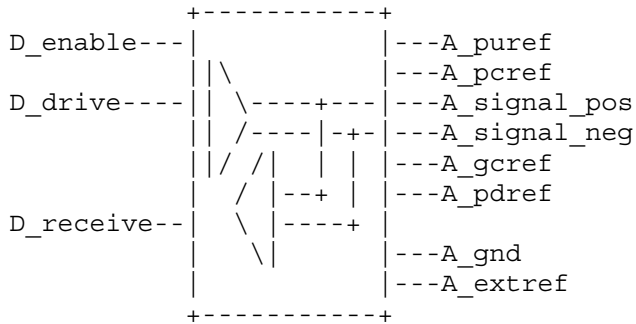 D_enable
A_puref
A_pcref
D_drive
A_signal_pos
A_signal_neg
A_gcref
A_pdref
D_receive
A_gnd
A_extref